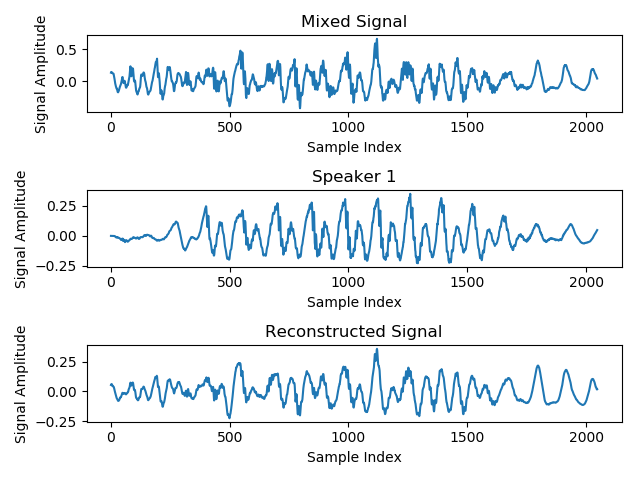 Mixed Signal
Signal Amplitude
0.5
0.0
0
500
1000
1500
2000
Sample Index
Speaker 1
Signal Amplitude
0.25
0.00
−0.25
0
500
1000
1500
2000
Sample Index
Reconstructed Signal
Signal Amplitude
0.25
0.00
−0.25
0
500
1000
1500
2000
Sample Index